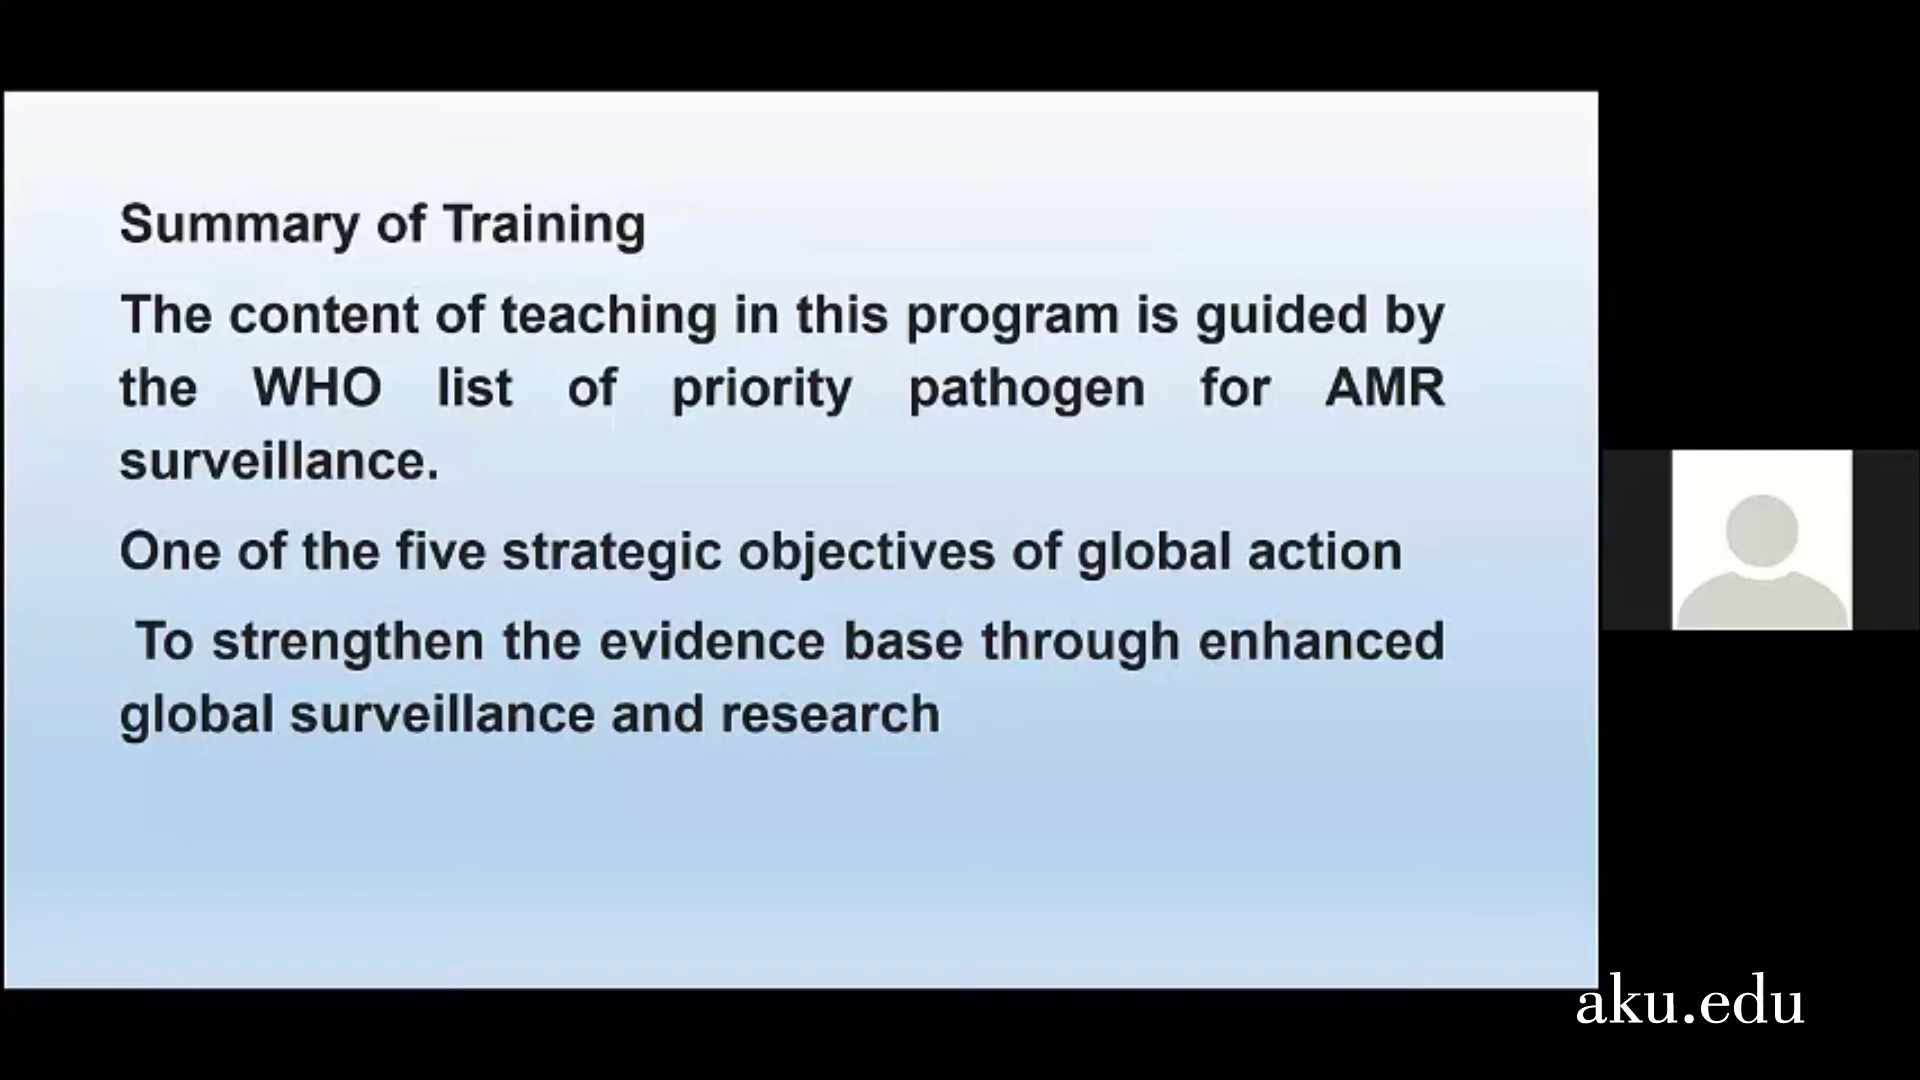 Summary of Training
The content of teaching in this program is guided by
the WHO list of priority pathogen for AMR
surveillance.
One of the five strategic objectives of global action
To strengthen the evidence base through enhanced
global surveillance and research
aku.edu